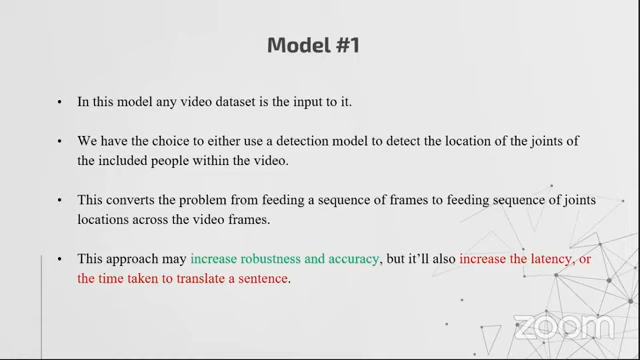 Model #1
• In this model any video dataset is the input to it.
• We have the choice to either use a detection model to detect the location of the joints of
the included people within the video.
• This converts the problem from feeding a sequence of frames to feeding sequence of joints
locations across the video frames.
• This approach may increase robustness and accuracy, but it'll also increase the latency, or
the time taken to translate a sentence.
zoom